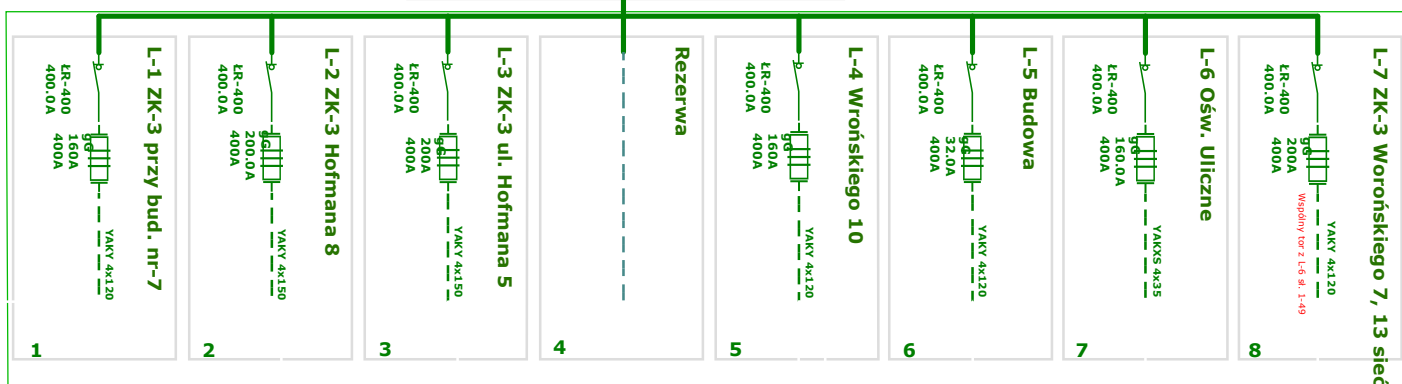 L-1 ZK-3 przy bud. nr-7
ŁR-400
400.0A
gG
160A
400A
YAKY 4x120
1
L-2 ZK-3 Hofmana 8
ŁR-400
400.0A
gG
200.0A
400A
YAKY 4x150
2
L-3 ZK-3 ul. Hofmana 5
ŁR-400
400.0A
gG
200A
400A
YAKY 4x150
3
Rezerwa
4
L-4 Wrońskiego 10
ŁR-400
400.0A
gG
160A
400A
YAKY 4x120
5
L-5 Budowa
ŁR-400
400.0A
gG
32.0A
400A
YAKY 4x120
6
L-6 Ośw. Uliczne
ŁR-400
400.0A
gG
160.0A
400A
YAKXS 4x35
7
L-7 ZK-3 Worońskiego 7, 13 sieć
ŁR-400
400.0A
gG
200A
400A
YAKY 4x120
Wspólny tor z L-6 sł. 1-49
8